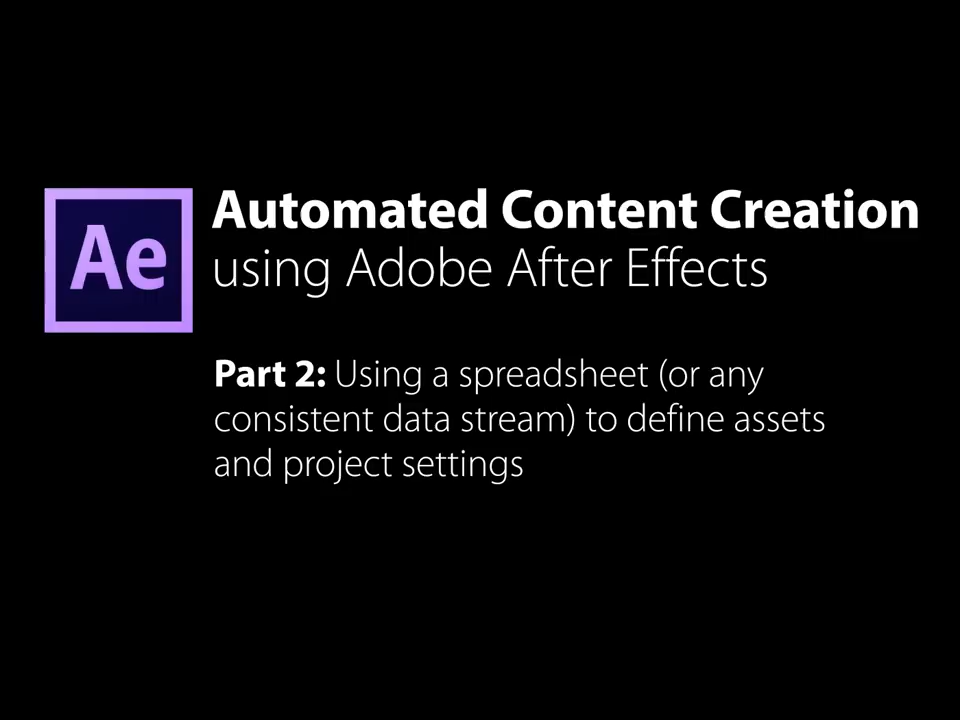 Ae
Automated Content Creation
using Adobe After Effects
Part 2: Using a spreadsheet (or any
consistent data stream) to define assets
and project settings